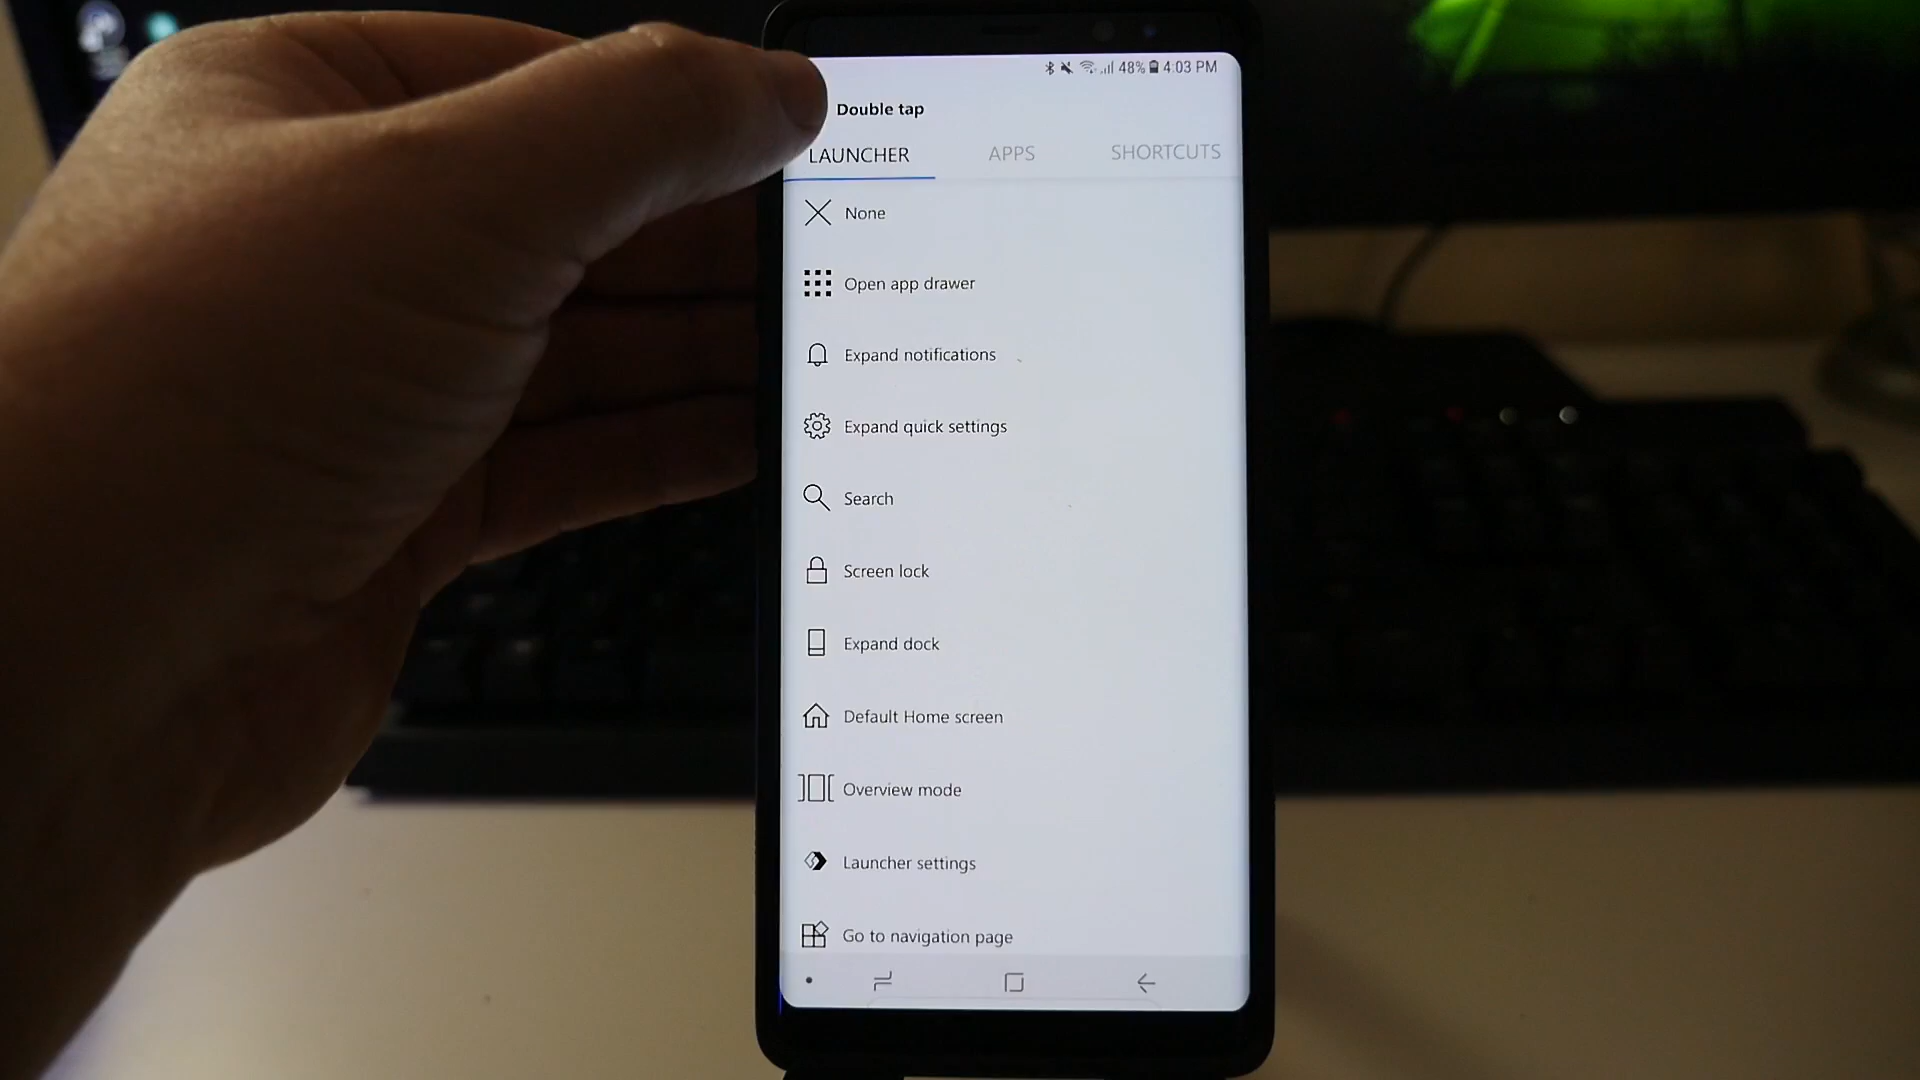 48% 4:03 PM
Double tap
LAUNCHER APPS SHORTCUTS
None
Open app drawer
Expand notifications
Expand quick settings
Search
Screen lock
Expand dock
Default Home screen
Overview mode
Launcher settings
Go to navigation page